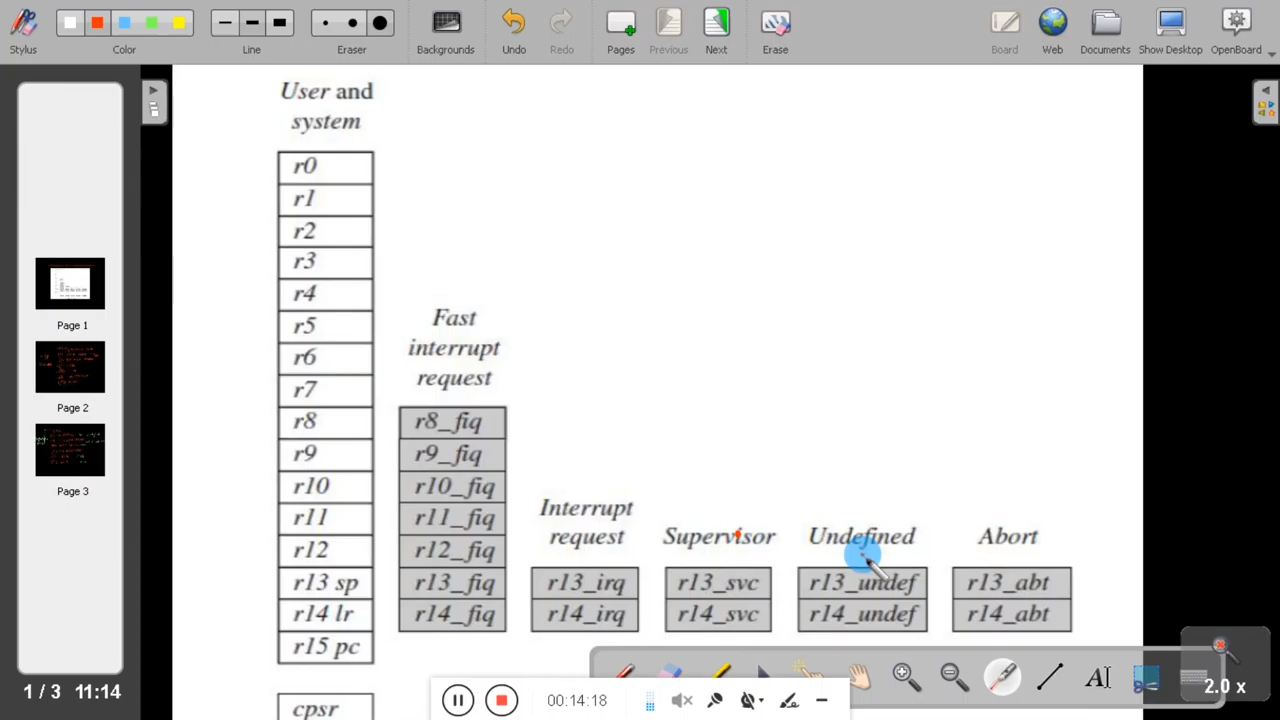 Stylus
Color
Line
Eraser
Backgrounds
Undo
Redo
Pages
Previous
Next
Erase
Board
Web
Documents
Show Desktop
OpenBoard
User and
system
r0
r1
r2
r3
r4
r5
r6
r7
r8
r9
r10
r11
r12
r13 sp
r14 lr
r15 pc
cpsr
Fast
interrupt
request
r8_fiq
r9_fiq
r10_fiq
r11_fiq
r12_fiq
r13_fiq
r14_fiq
Interrupt
request
r13_irq
r14_irq
Supervisor
r13_svc
r14_svc
Undefined
r13_undef
r14_undef
Abort
r13_abt
r14_abt
Page 1
Page 2
Page 3
1 / 3 11:14
00:14:18
2.0 x